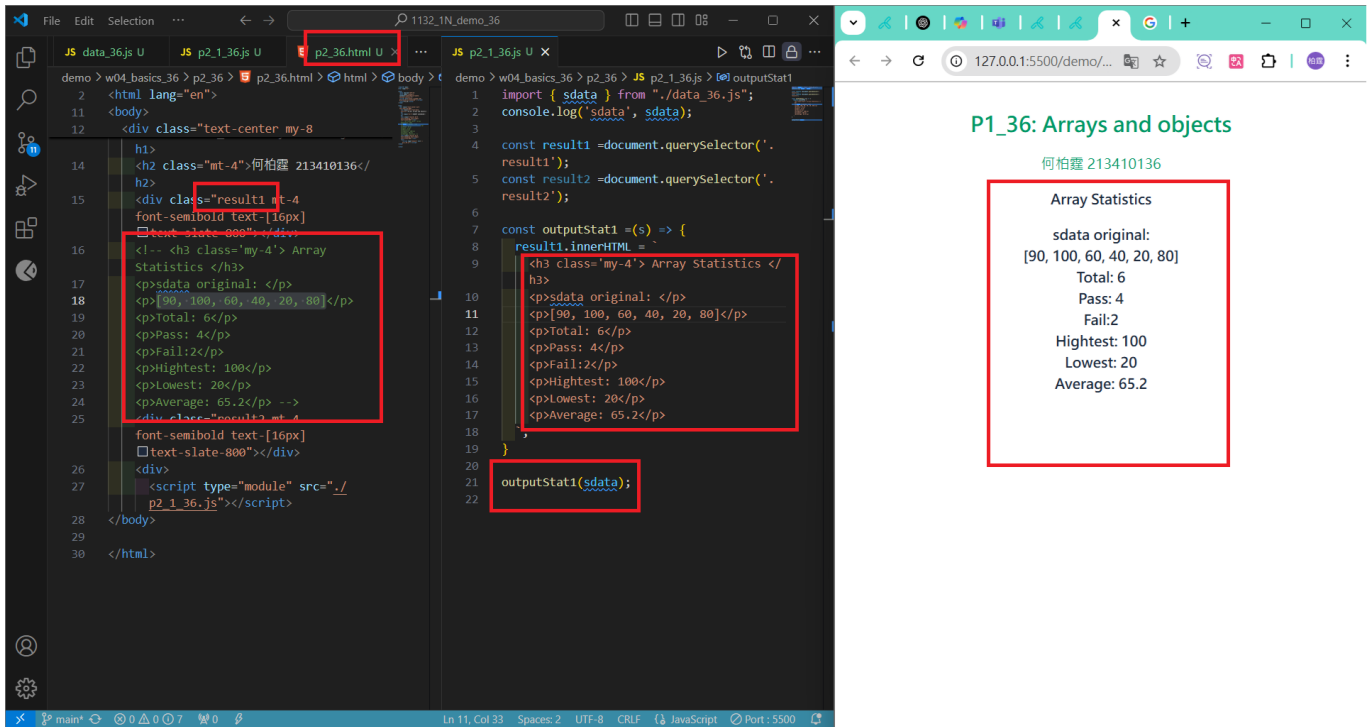 File Edit Selection ··· 1132_1N_demo_36
JS data_36.js U JS p2_1_36.js U p2_36.html U ···
demo > w04_basics_36 > p2_36 > p2_36.html > html > body >
2 <html lang="en">
11 <body>
12 <div class="text-center my-8
h1>
14 <h2 class="mt-4">何柏霆 213410136</
h2>
15 <div class="result1 mt-4
font-semibold text-[16px]
text-slate-800"></div>
16 <!-- <h3 class='my-4'> Array
Statistics </h3>
17 <p>sdata original: </p>
18 <p>[90, 100, 60, 40, 20, 80]</p>
19 <p>Total: 6</p>
20 <p>Pass: 4</p>
21 <p>Fail:2</p>
22 <p>Hightest: 100</p>
23 <p>Lowest: 20</p>
24 <p>Average: 65.2</p> -->
25 <div class="result2 mt-4
font-semibold text-[16px]
text-slate-800"></div>
26 <div>
27 <script type="module" src="./
p2_1_36.js"></script>
28 </body>
29
30 </html>
JS p2_1_36.js U
demo > w04_basics_36 > p2_36 > JS p2_1_36.js > outputStat1
1 import { sdata } from "./data_36.js";
2 console.log('sdata', sdata);
3
4 const result1 =document.querySelector('.
result1');
5 const result2 =document.querySelector('.
result2');
6
7 const outputStat1 =(s) => {
8 result1.innerHTML = `
9 <h3 class='my-4'> Array Statistics </
h3>
10 <p>sdata original: </p>
11 <p>[90, 100, 60, 40, 20, 80]</p>
12 <p>Total: 6</p>
13 <p>Pass: 4</p>
14 <p>Fail:2</p>
15 <p>Hightest: 100</p>
16 <p>Lowest: 20</p>
17 <p>Average: 65.2</p>
18 `;
19 }
20
21 outputStat1(sdata);
22
11
main* 0 0 7 0 Ln 11, Col 33 Spaces: 2 UTF-8 CRLF {} JavaScript Port : 5500
127.0.0.1:5500/demo/...
P1_36: Arrays and objects
何柏霆 213410136
Array Statistics
sdata original:
[90, 100, 60, 40, 20, 80]
Total: 6
Pass: 4
Fail:2
Hightest: 100
Lowest: 20
Average: 65.2